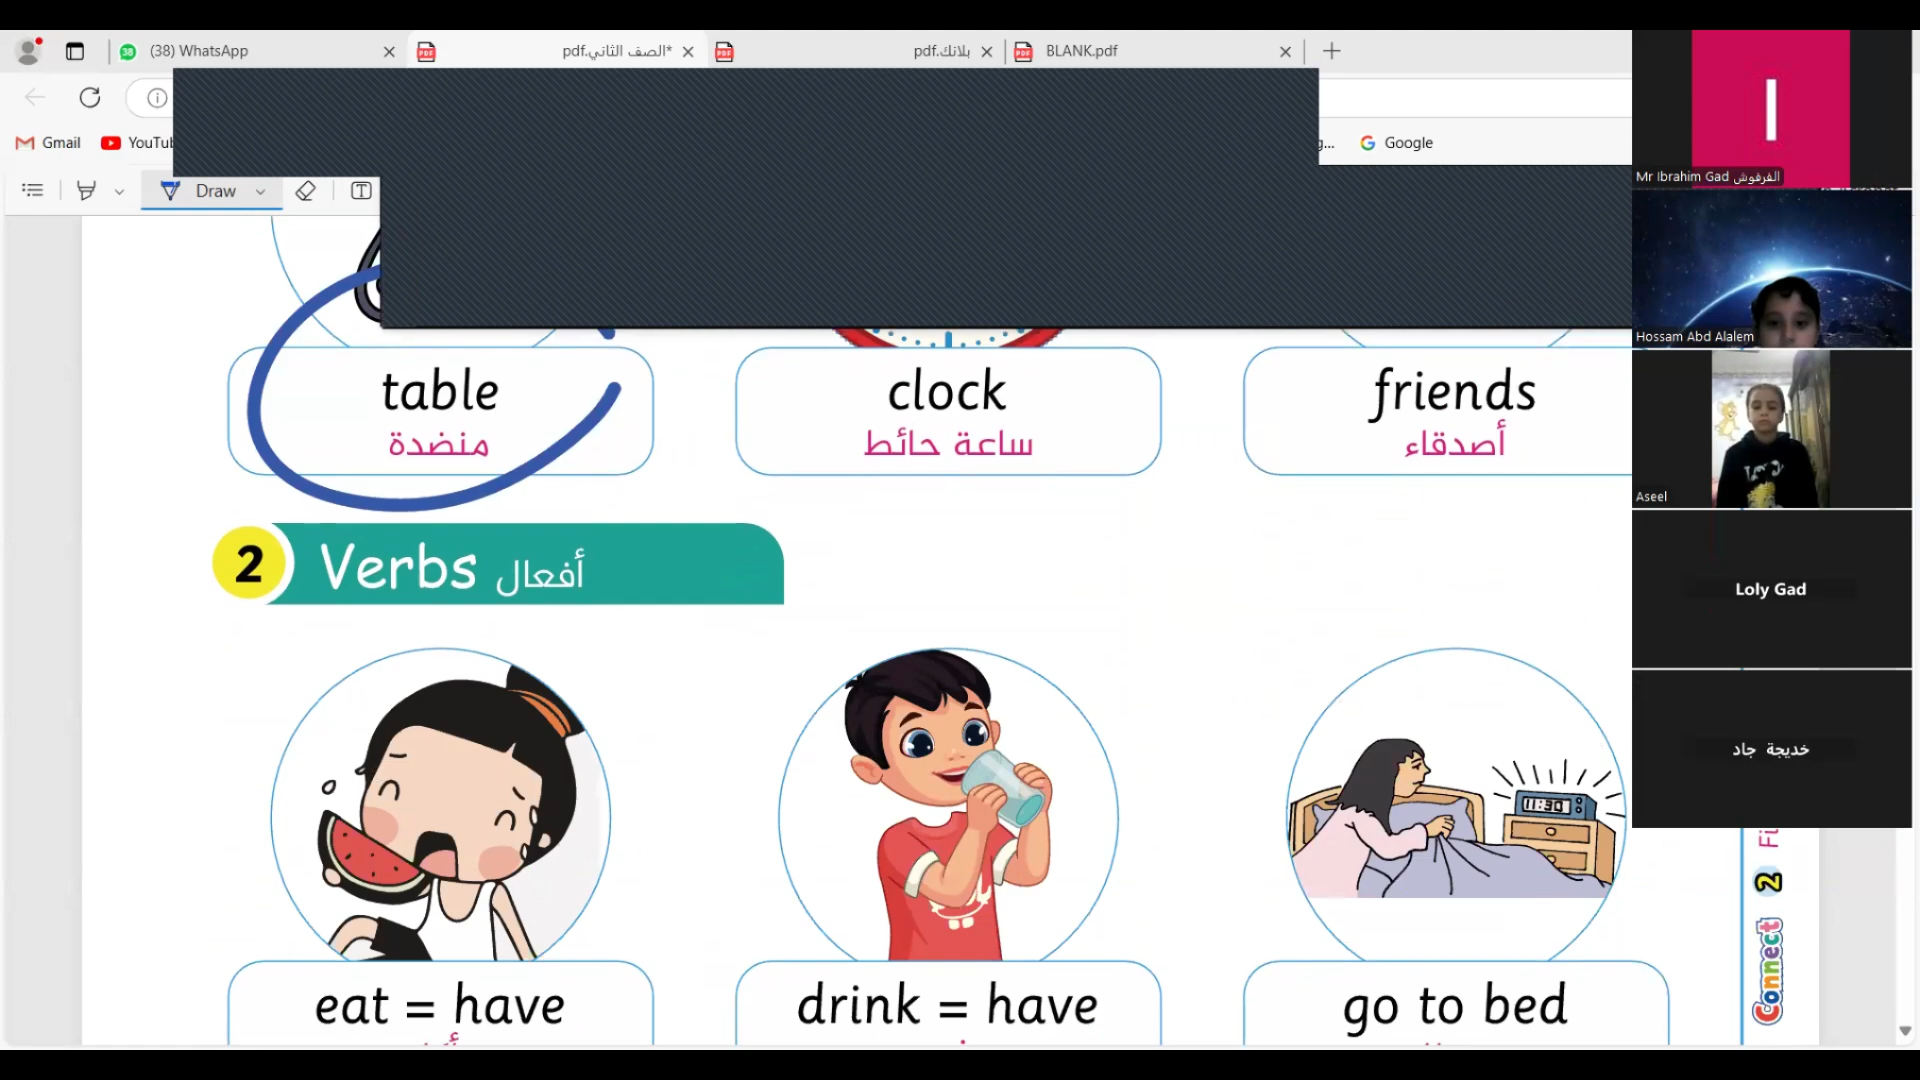 (38) WhatsApp
*الصف الثاني.pdf
بلانك.pdf
BLANK.pdf
Gmail
Google
Draw
table
منضدة
clock
ساعة حائط
friends
أصدقاء
2
Verbs أفعال
11:30
eat = have
drink = have
go to bed
Mr Ibrahim Gad الفرفوش
Hossam Abd Alalem
Aseel
Loly Gad
خديجة جاد
2
Connect